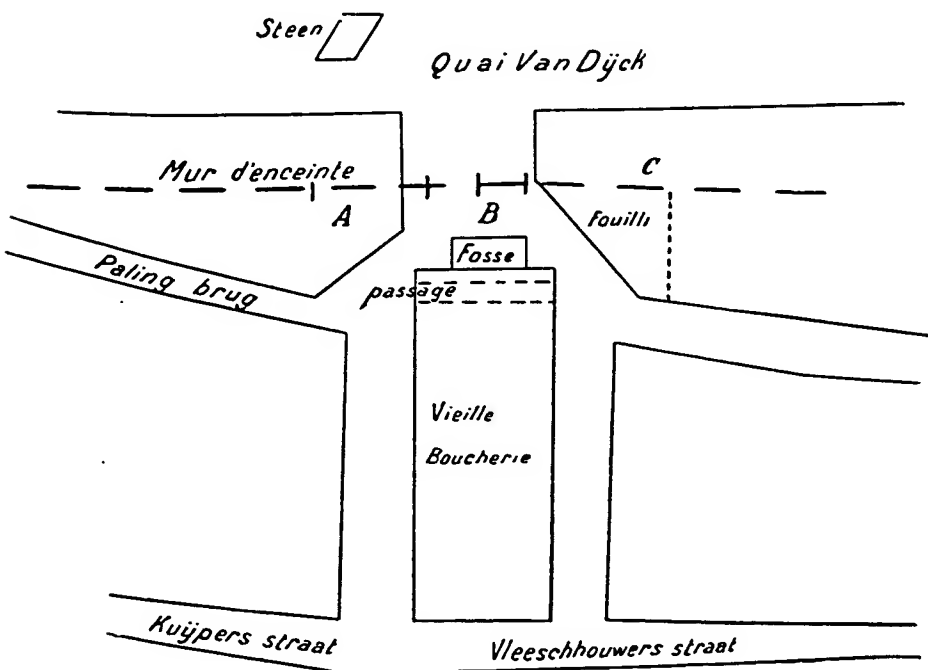 Steen
Quai Van Dÿck
Mur d'enceinte
C
A
B
Fouilli
Fosse
Paling brug
passage
Vieille
Boucherie
Kuÿpers straat
Vleeschhouwers straat